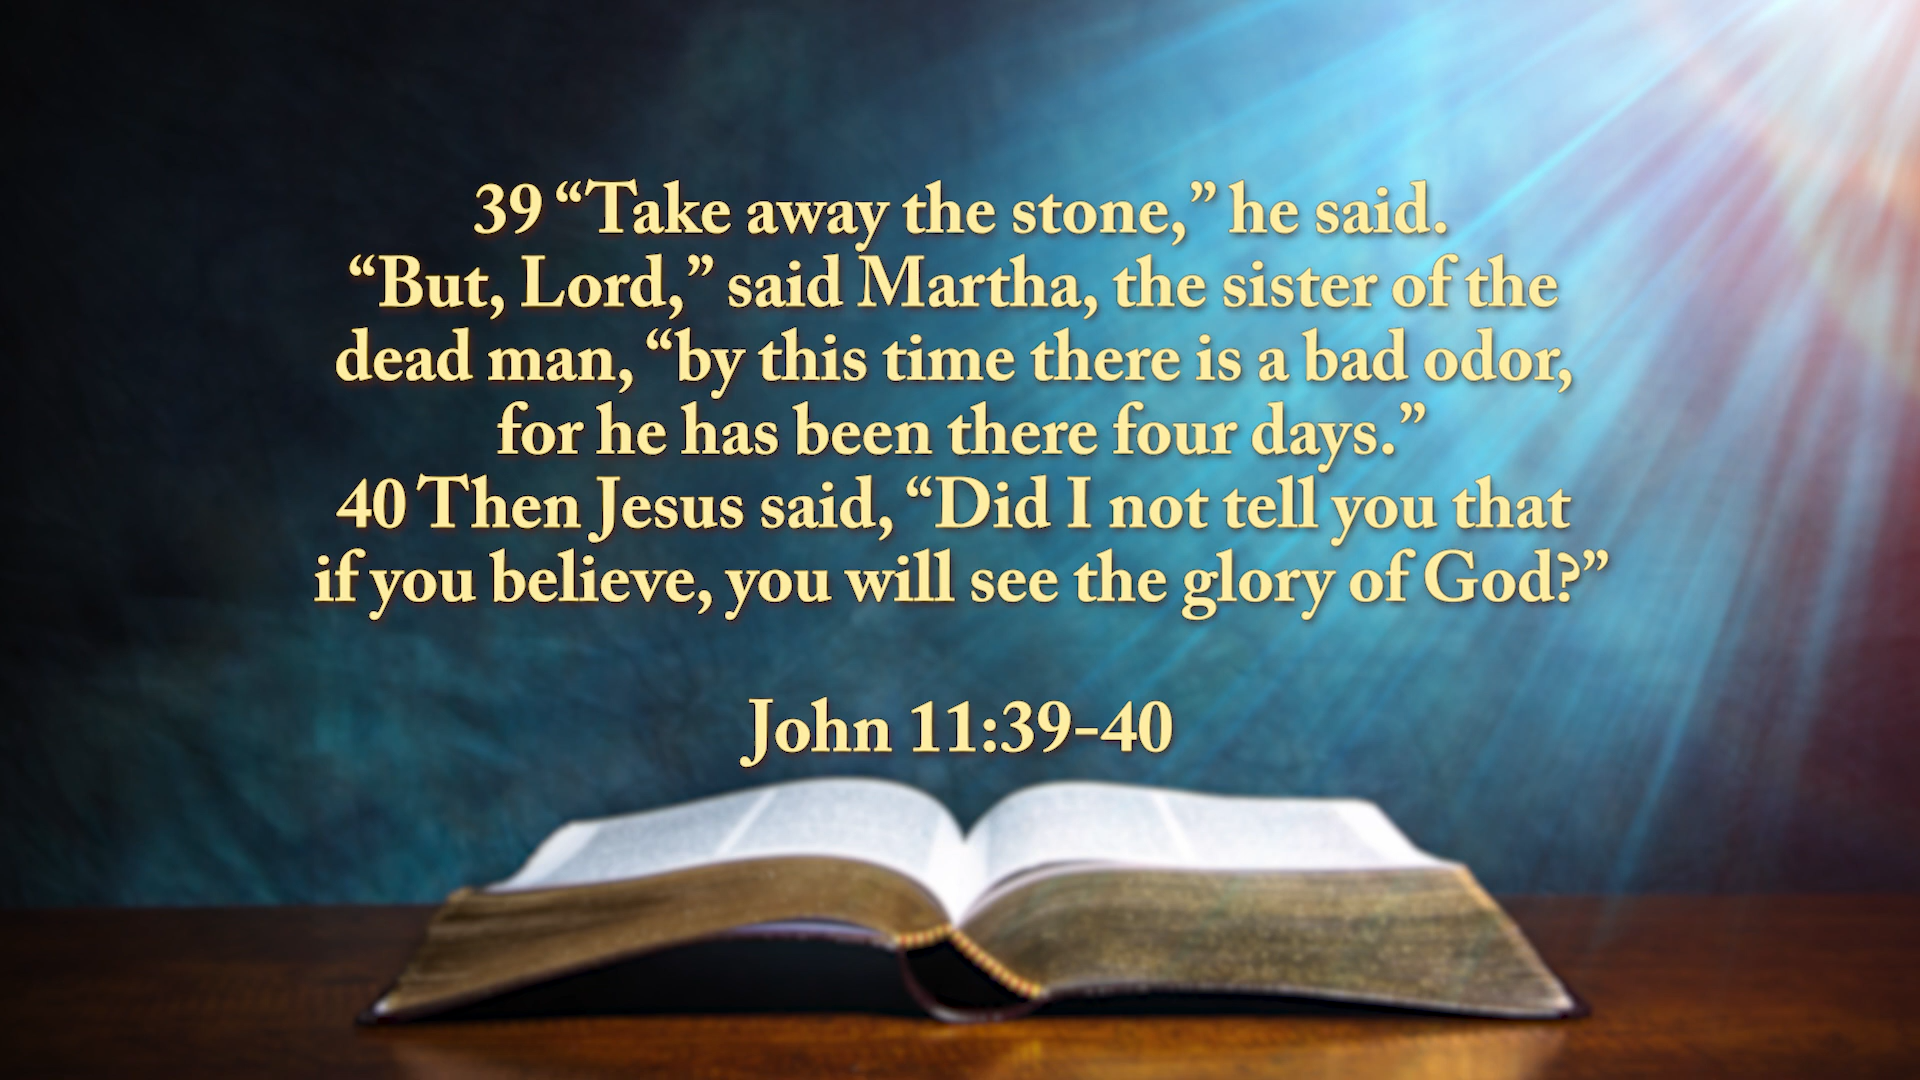 39 “Take away the stone,” he said.
“But, Lord,” said Martha, the sister of the
dead man, “by this time there is a bad odor,
for he has been there four days.”
40 Then Jesus said, “Did I not tell you that
if you believe, you will see the glory of God?”
John 11:39-40